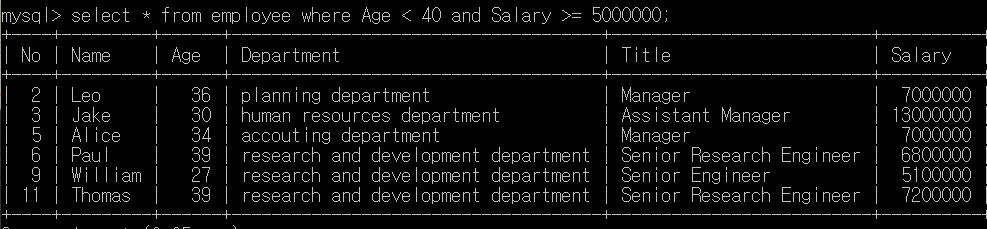 mysql> select * from employee where Age < 40 and Salary >= 5000000;
| No | Name | Age | Department | Title | Salary |
| 2 | Leo | 36 | planning department | Manager | 7000000 |
| 3 | Jake | 30 | human resources department | Assistant Manager | 13000000 |
| 5 | Alice | 34 | accouting department | Manager | 7000000 |
| 6 | Paul | 39 | research and development department | Senior Research Engineer | 6800000 |
| 9 | William | 27 | research and development department | Senior Engineer | 5100000 |
| 11 | Thomas | 39 | research and development department | Senior Research Engineer | 7200000 |